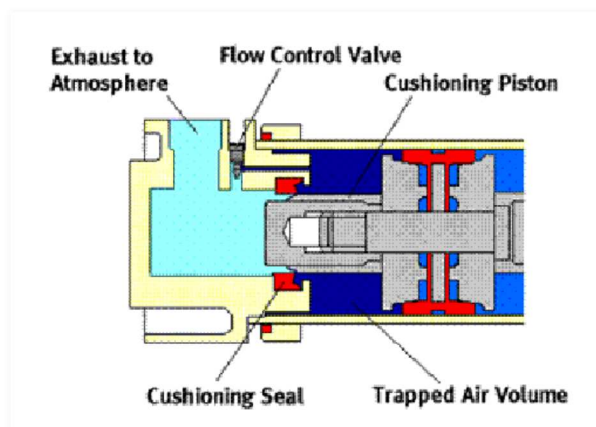 Exhaust to
Atmosphere
Flow Control Valve
Cushioning Piston
Cushioning Seal
Trapped Air Volume